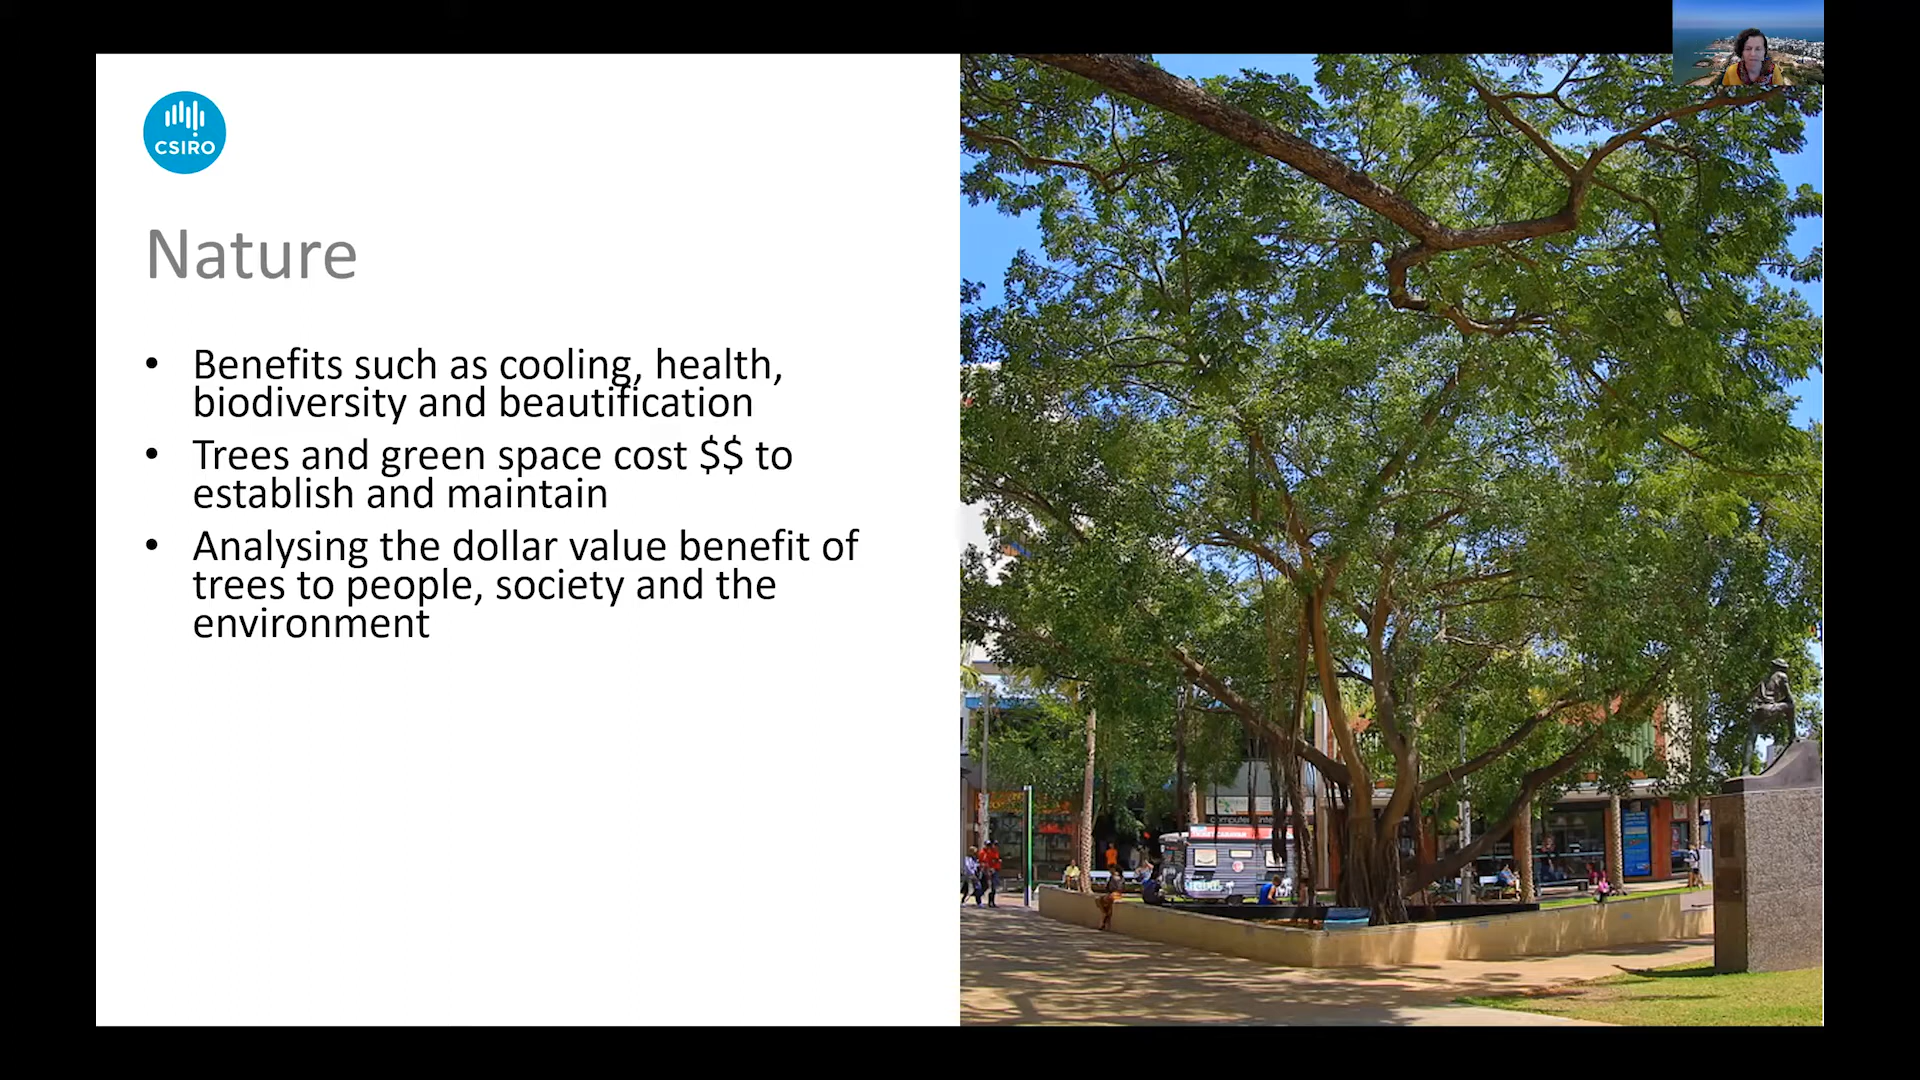 CSIRO
Nature
• Benefits such as cooling, health,
biodiversity and beautification
• Trees and green space cost $$ to
establish and maintain
• Analysing the dollar value benefit of
trees to people, society and the
environment